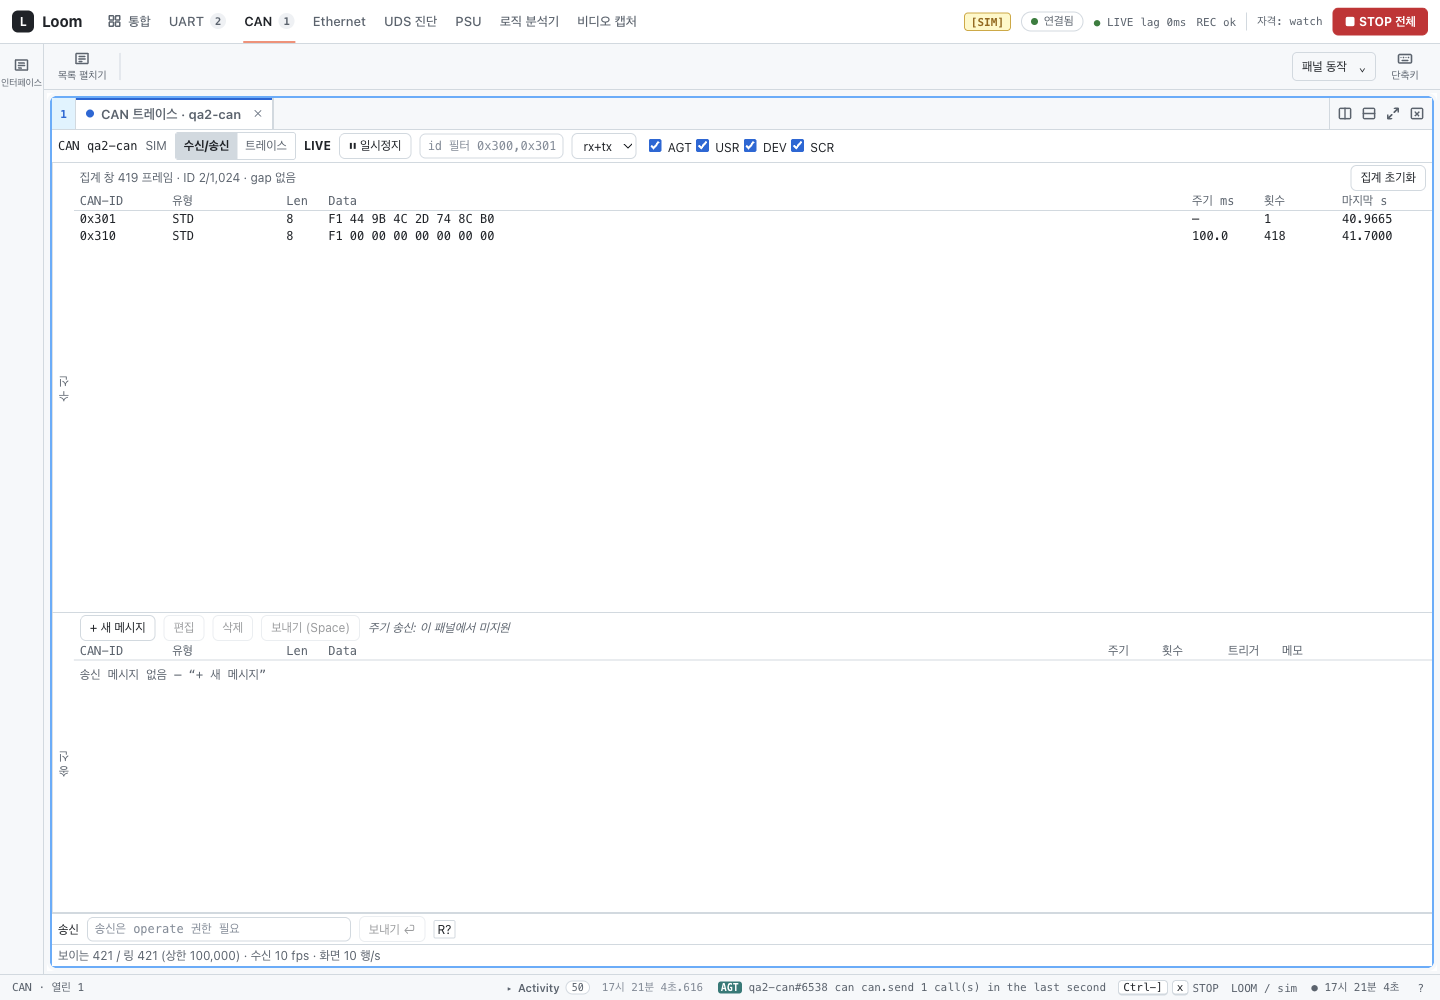 L Loom 통합 UART 2 CAN 1 Ethernet UDS 진단 PSU 로직 분석기 비디오 캡처 [SIM] 연결됨 LIVE lag 0ms REC ok 자격: watch STOP 전체
인터페이스 목록 펼치기 패널 동작 단축키
1 CAN 트레이스 · qa2-can ×
CAN qa2-can SIM 수신/송신 트레이스 LIVE 일시정지 id 필터 0x300,0x301 rx+tx AGT USR DEV SCR
집계 창 419 프레임 · ID 2/1,024 · gap 없음 집계 초기화
CAN-ID 유형 Len Data 주기 ms 횟수 마지막 s
0x301 STD 8 F1 44 9B 4C 2D 74 8C B0 — 1 40.9665
0x310 STD 8 F1 00 00 00 00 00 00 00 100.0 418 41.7000
수신
+ 새 메시지 편집 삭제 보내기 (Space) 주기 송신: 이 패널에서 미지원
CAN-ID 유형 Len Data 주기 횟수 트리거 메모
송신 메시지 없음 — “+ 새 메시지”
송신
송신 송신은 operate 권한 필요 보내기 ⏎ R?
보이는 421 / 링 421 (상한 100,000) · 수신 10 fps · 화면 10 행/s
CAN · 열린 1 ▸ Activity 50 17시 21분 4초.616 AGT qa2-can#6538 can can.send 1 call(s) in the last second Ctrl-] x STOP LOOM / sim ● 17시 21분 4초 ?